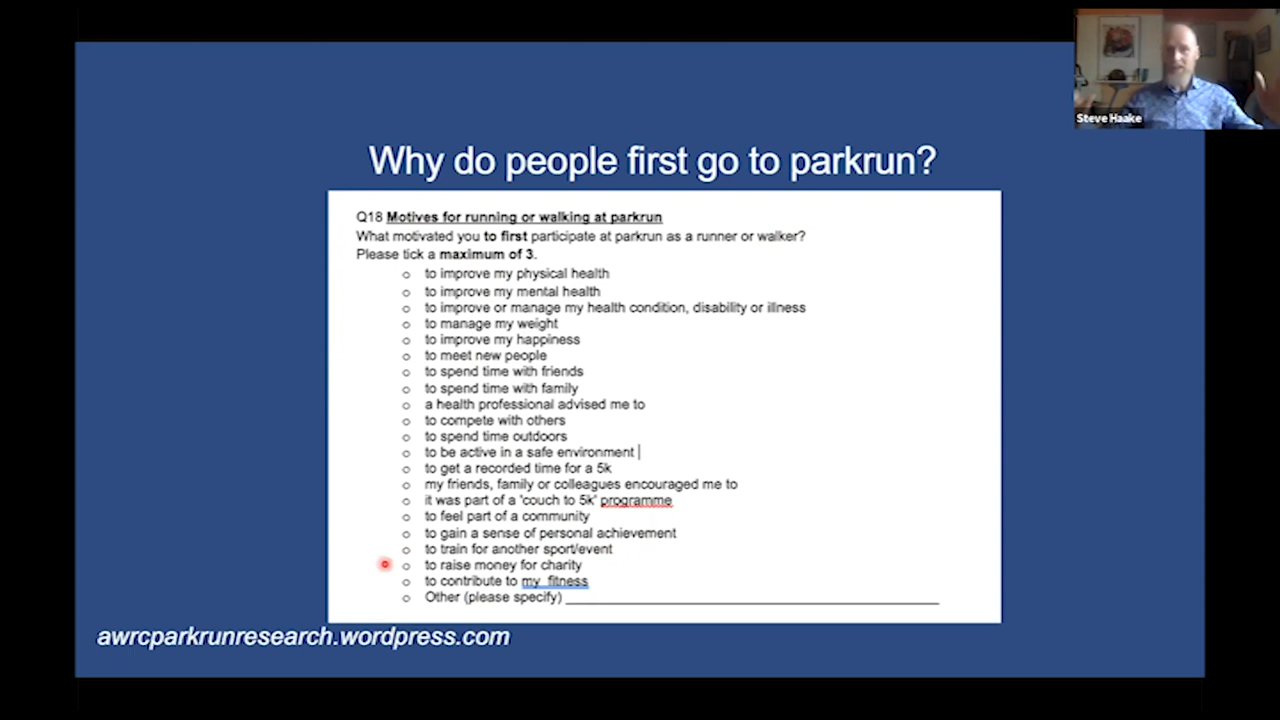 Steve Haake
Why do people first go to parkrun?
Q18 Motives for running or walking at parkrun
What motivated you to first participate at parkrun as a runner or walker?
Please tick a maximum of 3.
o to improve my physical health
o to improve my mental health
o to improve or manage my health condition, disability or illness
o to manage my weight
o to improve my happiness
o to meet new people
o to spend time with friends
o to spend time with family
o a health professional advised me to
o to compete with others
o to spend time outdoors
o to be active in a safe environment
o to get a recorded time for a 5k
o my friends, family or colleagues encouraged me to
o it was part of a 'couch to 5k' programme
o to feel part of a community
o to gain a sense of personal achievement
o to train for another sport/event
o to raise money for charity
o to contribute to my fitness
o Other (please specify)
awrcparkrunresearch.wordpress.com